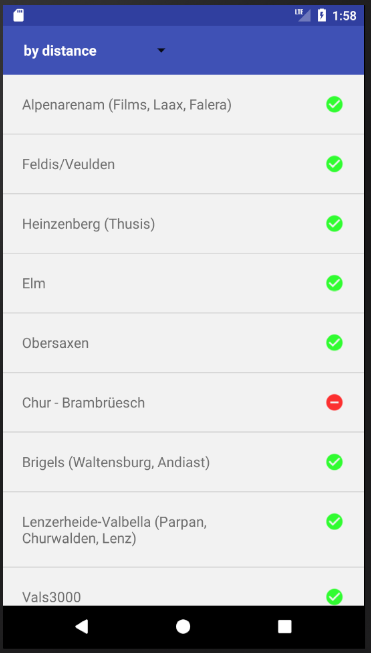 LTE 1:58
by distance
Alpenarenam (Films, Laax, Falera)
Feldis/Veulden
Heinzenberg (Thusis)
Elm
Obersaxen
Chur - Brambrüesch
Brigels (Waltensburg, Andiast)
Lenzerheide-Valbella (Parpan,
Churwalden, Lenz)
Vals3000